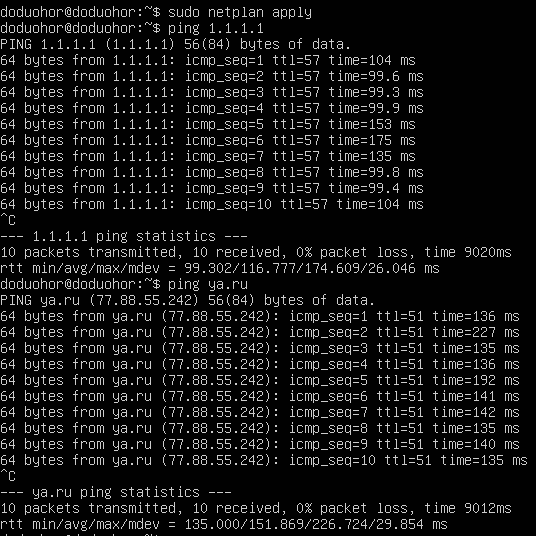 doduohor@doduohor:~$ sudo netplan apply
doduohor@doduohor:~$ ping 1.1.1.1
PING 1.1.1.1 (1.1.1.1) 56(84) bytes of data.
64 bytes from 1.1.1.1: icmp_seq=1 ttl=57 time=104 ms
64 bytes from 1.1.1.1: icmp_seq=2 ttl=57 time=99.6 ms
64 bytes from 1.1.1.1: icmp_seq=3 ttl=57 time=99.3 ms
64 bytes from 1.1.1.1: icmp_seq=4 ttl=57 time=99.9 ms
64 bytes from 1.1.1.1: icmp_seq=5 ttl=57 time=153 ms
64 bytes from 1.1.1.1: icmp_seq=6 ttl=57 time=175 ms
64 bytes from 1.1.1.1: icmp_seq=7 ttl=57 time=135 ms
64 bytes from 1.1.1.1: icmp_seq=8 ttl=57 time=99.8 ms
64 bytes from 1.1.1.1: icmp_seq=9 ttl=57 time=99.4 ms
64 bytes from 1.1.1.1: icmp_seq=10 ttl=57 time=104 ms
^C
--- 1.1.1.1 ping statistics ---
10 packets transmitted, 10 received, 0% packet loss, time 9020ms
rtt min/avg/max/mdev = 99.302/116.777/174.609/26.046 ms
doduohor@doduohor:~$ ping ya.ru
PING ya.ru (77.88.55.242) 56(84) bytes of data.
64 bytes from ya.ru (77.88.55.242): icmp_seq=1 ttl=51 time=136 ms
64 bytes from ya.ru (77.88.55.242): icmp_seq=2 ttl=51 time=227 ms
64 bytes from ya.ru (77.88.55.242): icmp_seq=3 ttl=51 time=135 ms
64 bytes from ya.ru (77.88.55.242): icmp_seq=4 ttl=51 time=136 ms
64 bytes from ya.ru (77.88.55.242): icmp_seq=5 ttl=51 time=192 ms
64 bytes from ya.ru (77.88.55.242): icmp_seq=6 ttl=51 time=141 ms
64 bytes from ya.ru (77.88.55.242): icmp_seq=7 ttl=51 time=142 ms
64 bytes from ya.ru (77.88.55.242): icmp_seq=8 ttl=51 time=135 ms
64 bytes from ya.ru (77.88.55.242): icmp_seq=9 ttl=51 time=140 ms
64 bytes from ya.ru (77.88.55.242): icmp_seq=10 ttl=51 time=135 ms
^C
--- ya.ru ping statistics ---
10 packets transmitted, 10 received, 0% packet loss, time 9012ms
rtt min/avg/max/mdev = 135.000/151.869/226.724/29.854 ms